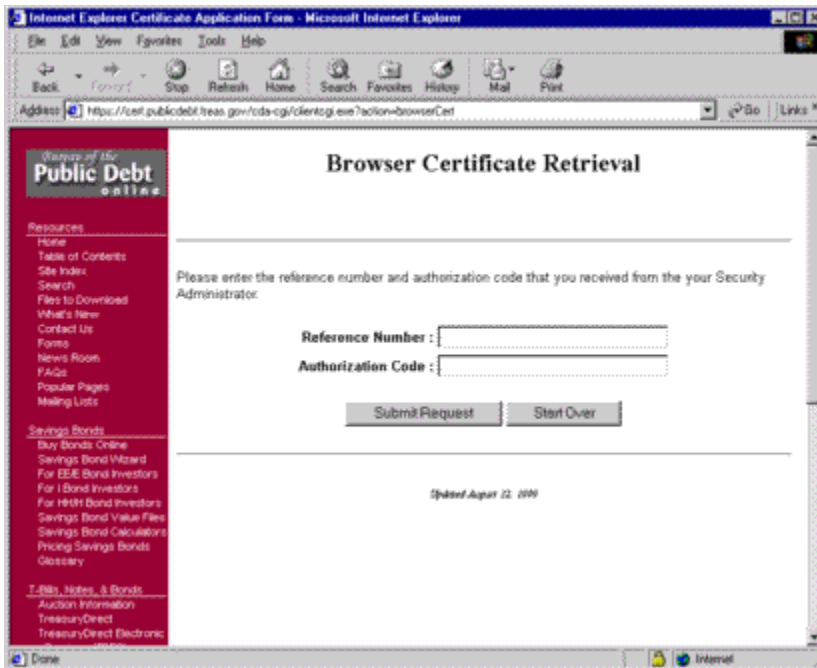 Internet Explorer Certificate Application Form - Microsoft Internet Explorer
File Edit View Favorites Tools Help
Back Forward Stop Refresh Home Search Favorites History Mail Print
Address https://cert.publicdebt.treas.gov/cda-cgi/clientcgi.exe?action=browserCert Go Links
Bureau of the
Public Debt
online
Resources
Home
Table of Contents
Site Index
Search
Files to Download
What's New
Contact Us
Forms
News Room
FAQs
Popular Pages
Mailing Lists
Savings Bonds
Buy Bonds Online
Savings Bond Wizard
For EE/E Bond Investors
For I Bond Investors
For HH/H Bond Investors
Savings Bond Value Files
Savings Bond Calculators
Pricing Savings Bonds
Glossary
T-Bills, Notes, & Bonds
Auction Information
TreasuryDirect
TreasuryDirect Electronic
Browser Certificate Retrieval
Please enter the reference number and authorization code that you received from the your Security
Administrator.
Reference Number :
Authorization Code :
Submit Request Start Over
Updated August 12,
Done Internet